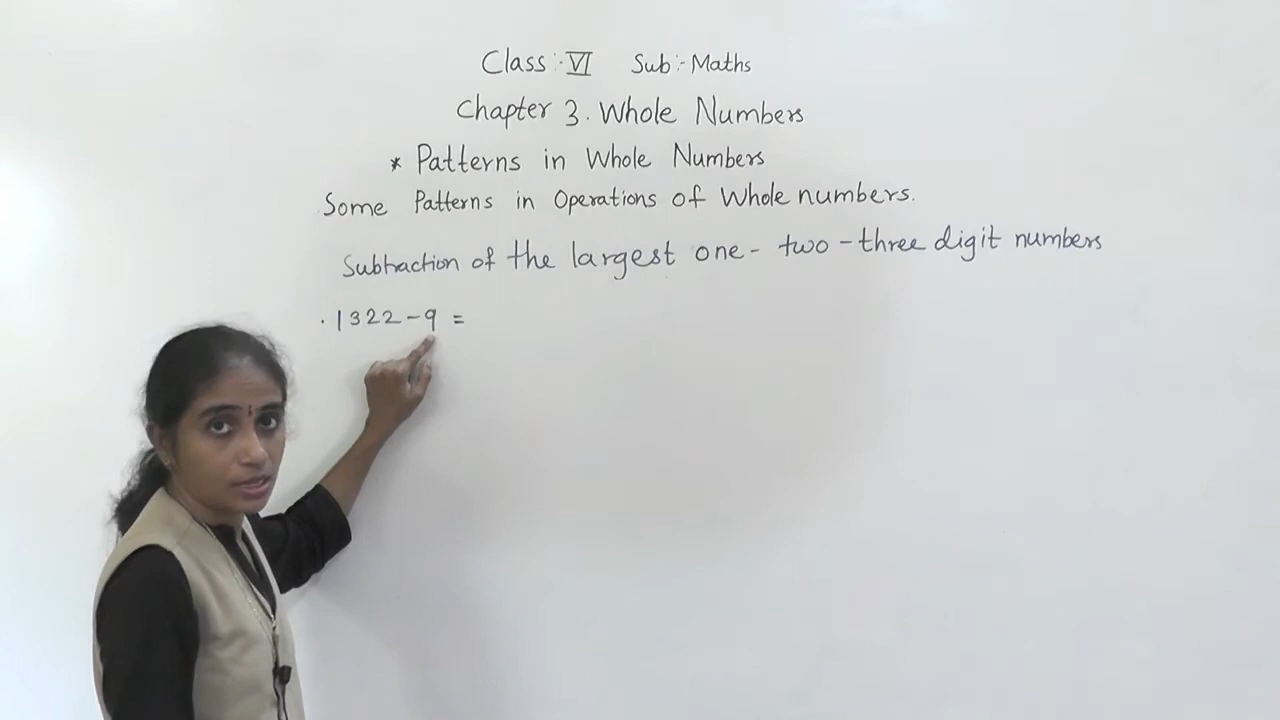 Class :- VI Sub :- Maths
Chapter 3. Whole Numbers
* Patterns in Whole Numbers
Some Patterns in Operations of Whole numbers.
Subtraction of the largest one - two - three digit numbers
. 1322 - 9 =